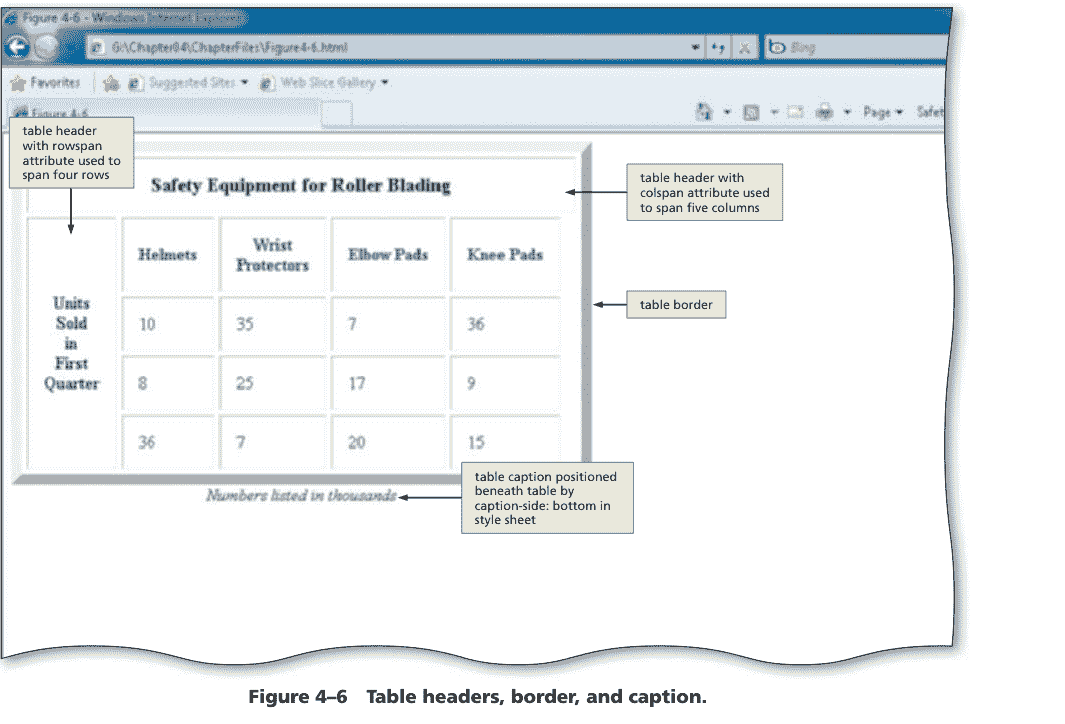 Figure 4-6 - Windows Internet Explorer
G:\Chapter04\ChapterFiles\Figure4-6.html
Bing
Favorites
Suggested Sites
Web Slice Gallery
Figure 4-6
Page
Safet
table header
with rowspan
attribute used to
span four rows
Safety Equipment for Roller Blading
table header with
colspan attribute used
to span five columns
Helmets
Wrist
Protectors
Elbow Pads
Knee Pads
table border
Units
Sold
in
First
Quarter
10 35 7 36
8 25 17 9
36 7 20 15
Numbers listed in thousands
table caption positioned
beneath table by
caption-side: bottom in
style sheet
Figure 4–6 Table headers, border, and caption.